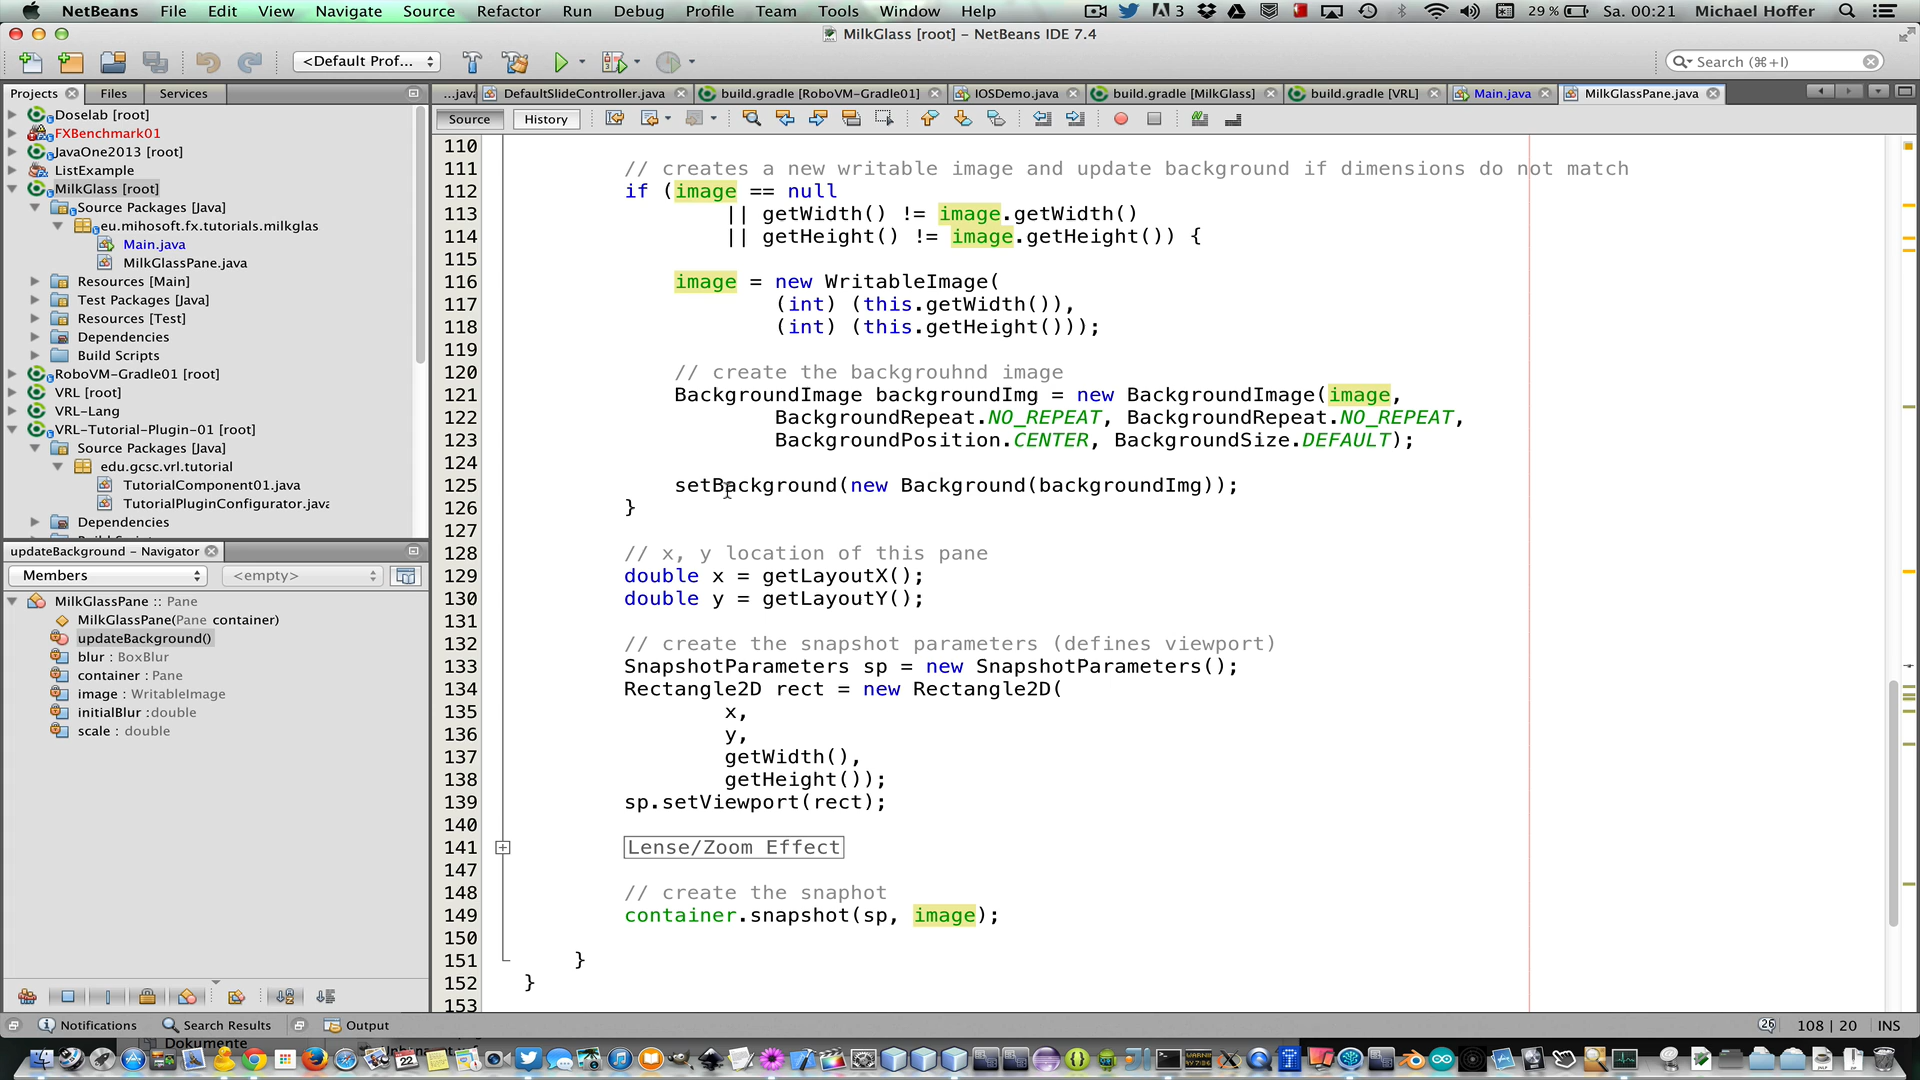 NetBeans File Edit View Navigate Source Refactor Run Debug Profile Team Tools Window Help 3 29 % Sa. 00:21 Michael Hoffer
MilkGlass [root] – NetBeans IDE 7.4
<Default Prof... Search (⌘+I)
Projects Files Services
...java DefaultSlideController.java build.gradle [RoboVM-Gradle01] IOSDemo.java build.gradle [MilkGlass] build.gradle [VRL] Main.java MilkGlassPane.java
Source History
Doselab [root]
FXBenchmark01
JavaOne2013 [root]
ListExample
MilkGlass [root]
Source Packages [Java]
eu.mihosoft.fx.tutorials.milkglas
Main.java
MilkGlassPane.java
Resources [Main]
Test Packages [Java]
Resources [Test]
Dependencies
Build Scripts
RoboVM-Gradle01 [root]
VRL [root]
VRL-Lang
VRL-Tutorial-Plugin-01 [root]
Source Packages [Java]
edu.gcsc.vrl.tutorial
TutorialComponent01.java
TutorialPluginConfigurator.java
Dependencies
updateBackground – Navigator
Members <empty>
MilkGlassPane :: Pane
MilkGlassPane(Pane container)
updateBackground()
blur : BoxBlur
container : Pane
image : WritableImage
initialBlur : double
scale : double
110
111 // creates a new writable image and update background if dimensions do not match
112 if (image == null
113 || getWidth() != image.getWidth()
114 || getHeight() != image.getHeight()) {
115
116 image = new WritableImage(
117 (int) (this.getWidth()),
118 (int) (this.getHeight()));
119
120 // create the backgrouhnd image
121 BackgroundImage backgroundImg = new BackgroundImage(image,
122 BackgroundRepeat.NO_REPEAT, BackgroundRepeat.NO_REPEAT,
123 BackgroundPosition.CENTER, BackgroundSize.DEFAULT);
124
125 setBackground(new Background(backgroundImg));
126 }
127
128 // x, y location of this pane
129 double x = getLayoutX();
130 double y = getLayoutY();
131
132 // create the snapshot parameters (defines viewport)
133 SnapshotParameters sp = new SnapshotParameters();
134 Rectangle2D rect = new Rectangle2D(
135 x,
136 y,
137 getWidth(),
138 getHeight());
139 sp.setViewport(rect);
140
141 Lense/Zoom Effect
147
148 // create the snaphot
149 container.snapshot(sp, image);
150
151 }
152 }
153
Notifications Search Results Output 108 | 20 INS
Dokumente